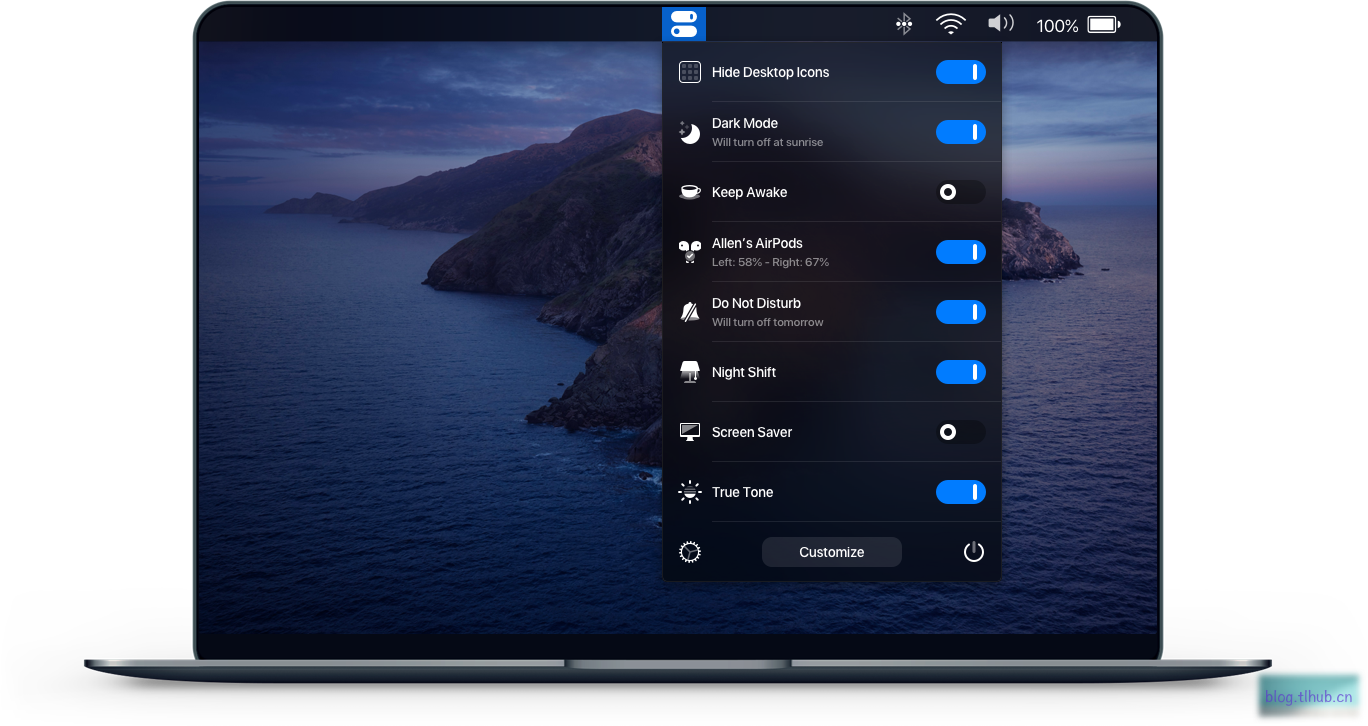 100%
Hide Desktop Icons
Dark Mode
Will turn off at sunrise
Keep Awake
Allen’s AirPods
Left: 58% - Right: 67%
Do Not Disturb
Will turn off tomorrow
Night Shift
Screen Saver
True Tone
Customize
blog.tlhub.cn